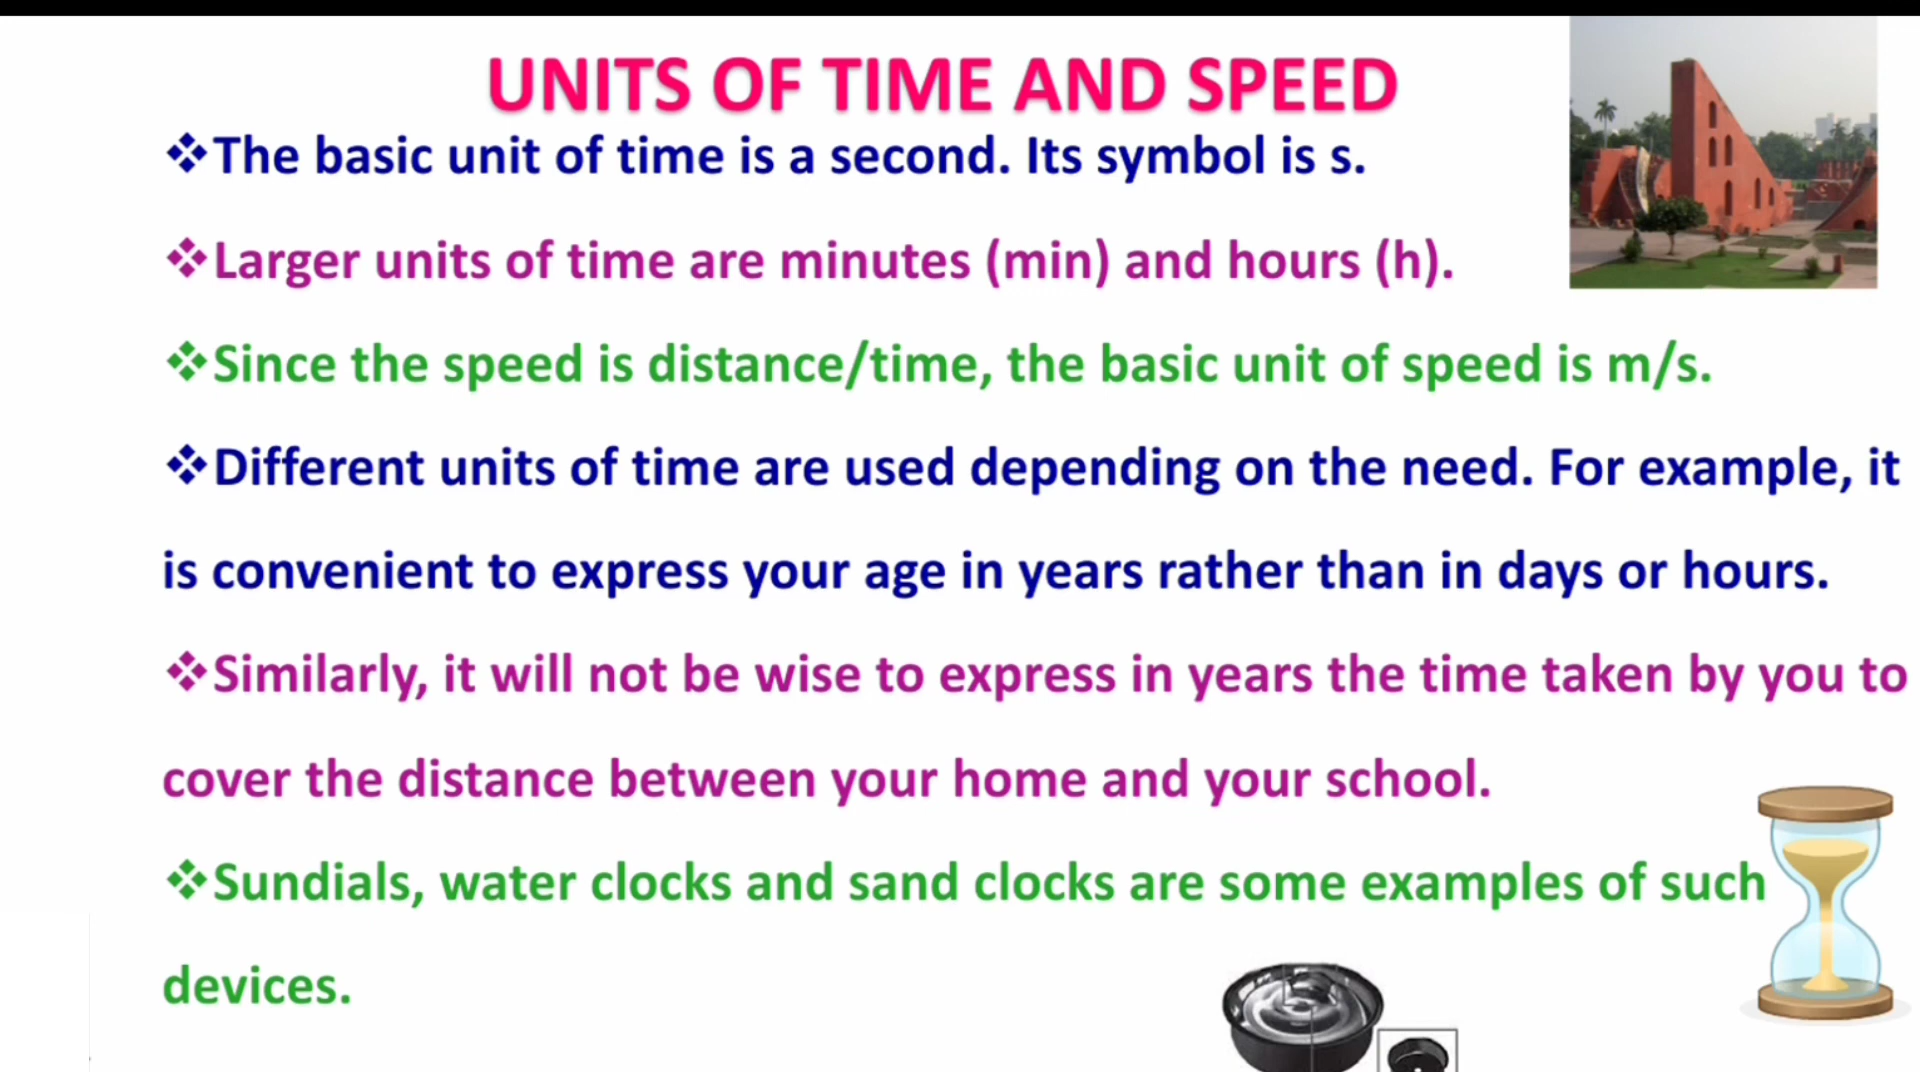 UNITS OF TIME AND SPEED
❖The basic unit of time is a second. Its symbol is s.
❖Larger units of time are minutes (min) and hours (h).
❖Since the speed is distance/time, the basic unit of speed is m/s.
❖Different units of time are used depending on the need. For example, it
is convenient to express your age in years rather than in days or hours.
❖Similarly, it will not be wise to express in years the time taken by you to
cover the distance between your home and your school.
❖Sundials, water clocks and sand clocks are some examples of such
devices.